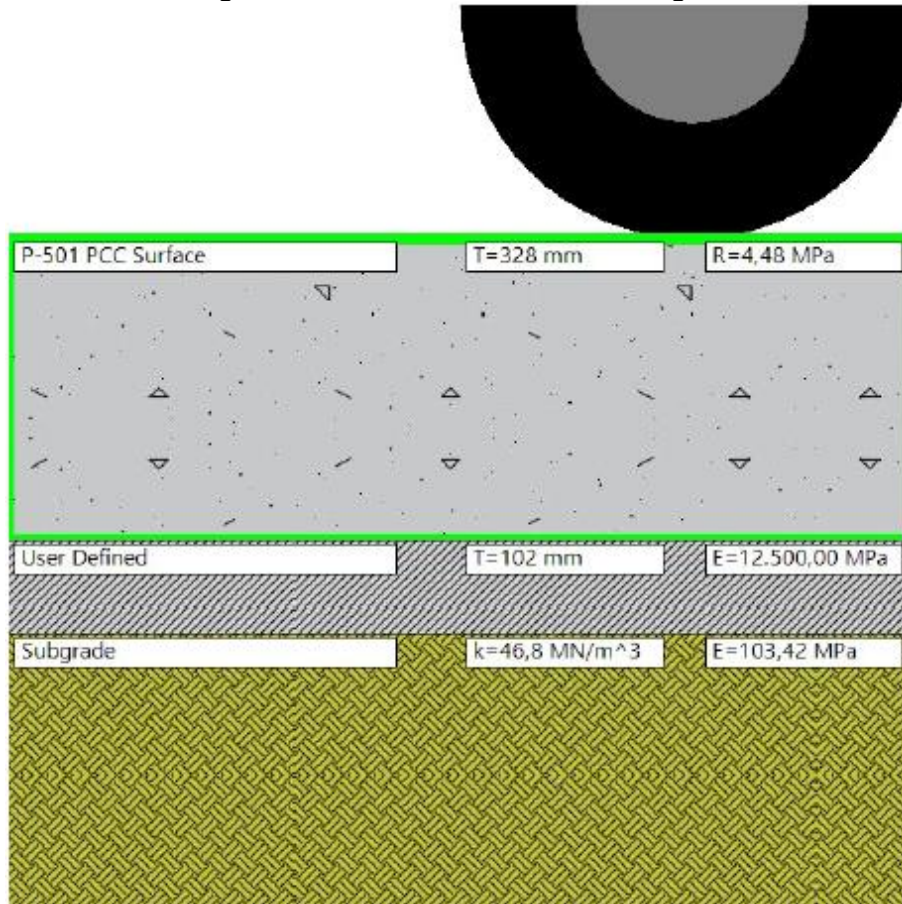 P-501 PCC Surface T=328 mm R=4,48 MPa
User Defined T=102 mm E=12.500,00 MPa
Subgrade k=46,8 MN/m^3 E=103,42 MPa